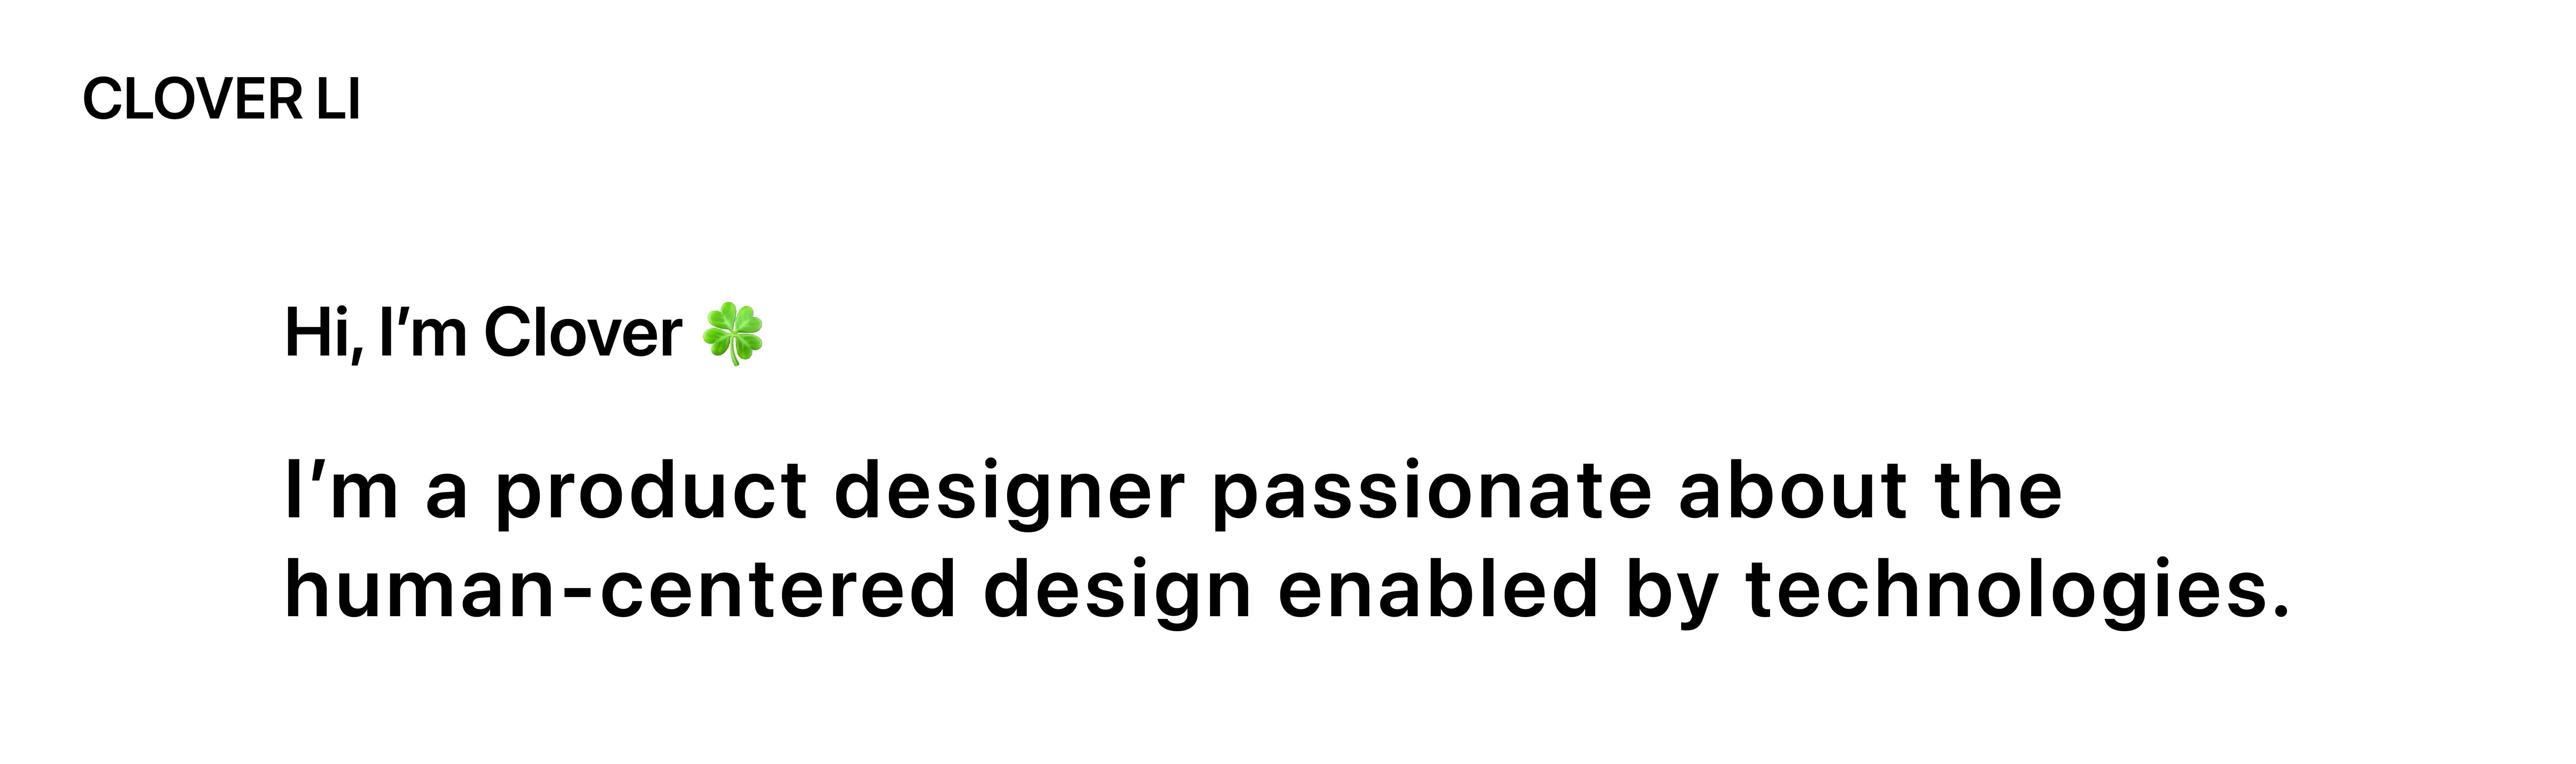 CLOVER LI
Hi, I’m Clover 🍀
I’m a product designer passionate about the
human-centered design enabled by technologies.